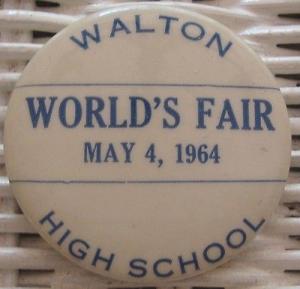 WALTON
WORLD'S FAIR
MAY 4, 1964
HIGH SCHOOL